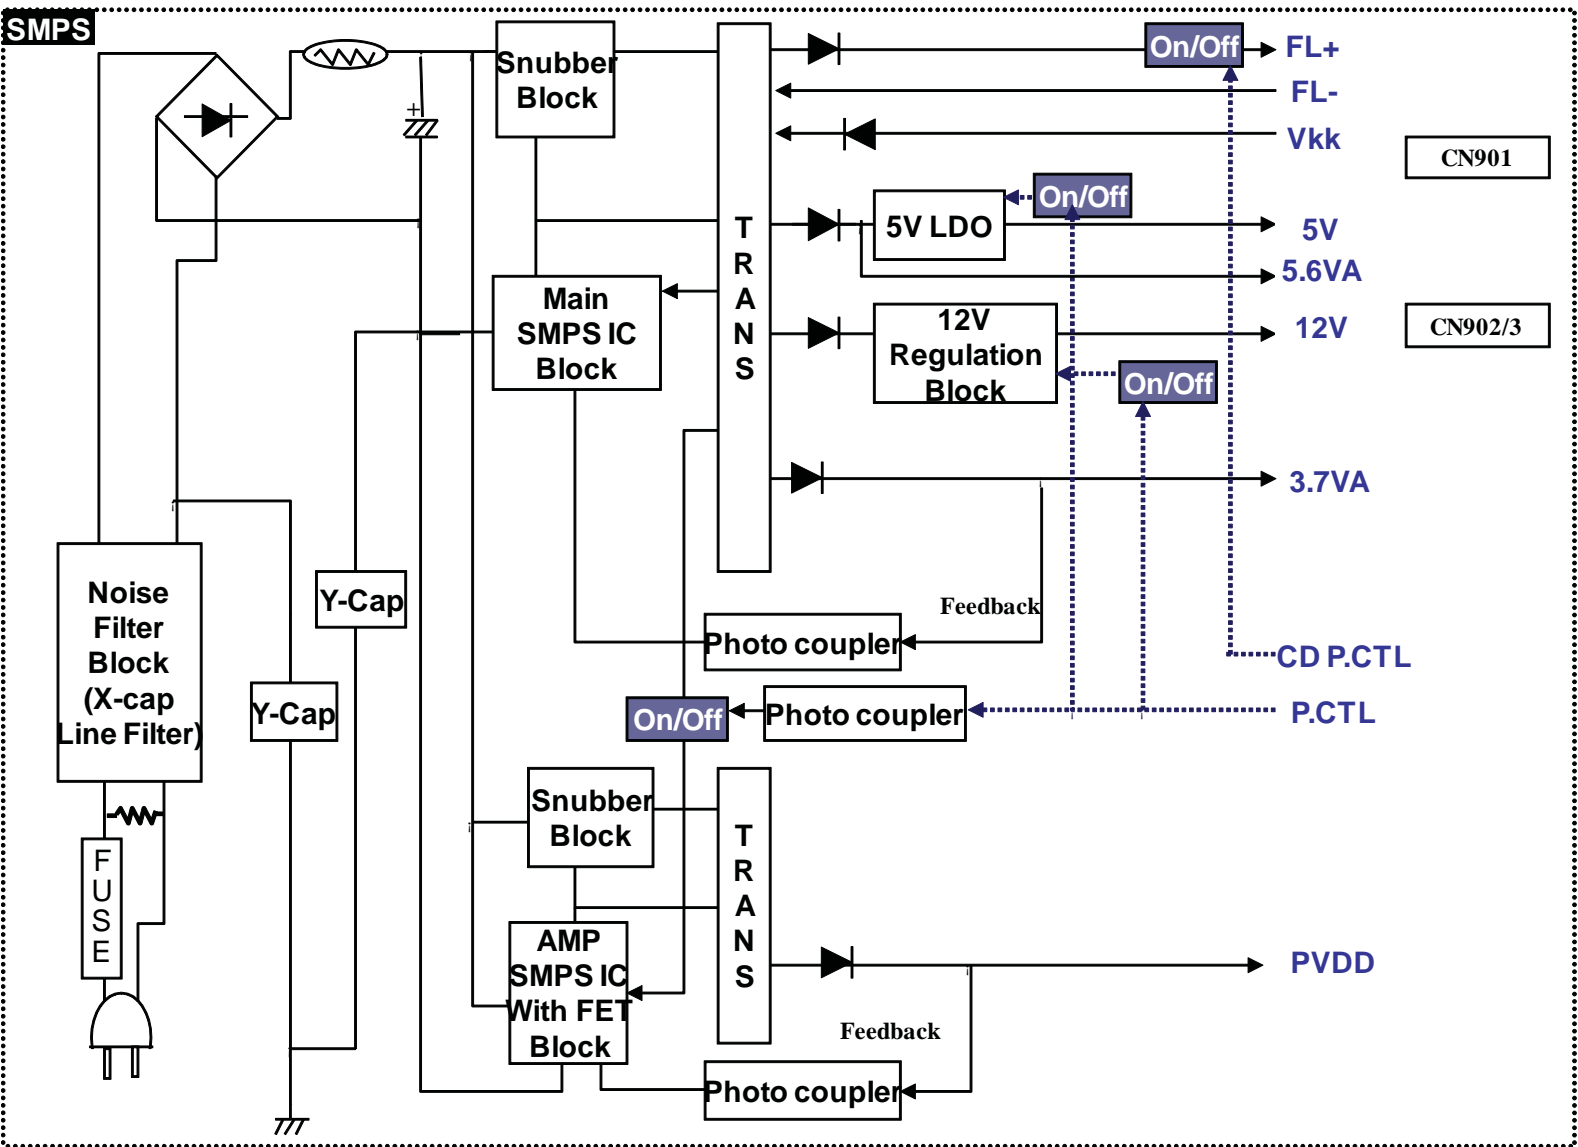 SMPS
Snubber
Block
On/Off
FL+
FL-
Vkk
CN901
On/Off
5V LDO
5V
5.6VA
T
R
A
N
S
Main
SMPS IC
Block
12V
Regulation
Block
12V
CN902/3
On/Off
3.7VA
Noise
Filter
Block
(X-cap
Line Filter)
Y-Cap
Y-Cap
Feedback
Photo coupler
CD P.CTL
On/Off
Photo coupler
P.CTL
Snubber
Block
T
R
A
N
S
F
U
S
E
AMP
SMPS IC
With FET
Block
PVDD
Feedback
Photo coupler
+